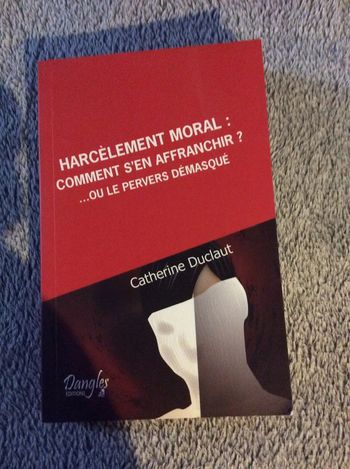 HARCÈLEMENT MORAL :
COMMENT S'EN AFFRANCHIR ?
...OU LE PERVERS DÉMASQUÉ
Catherine Duclaut
Dangles
ÉDITIONS